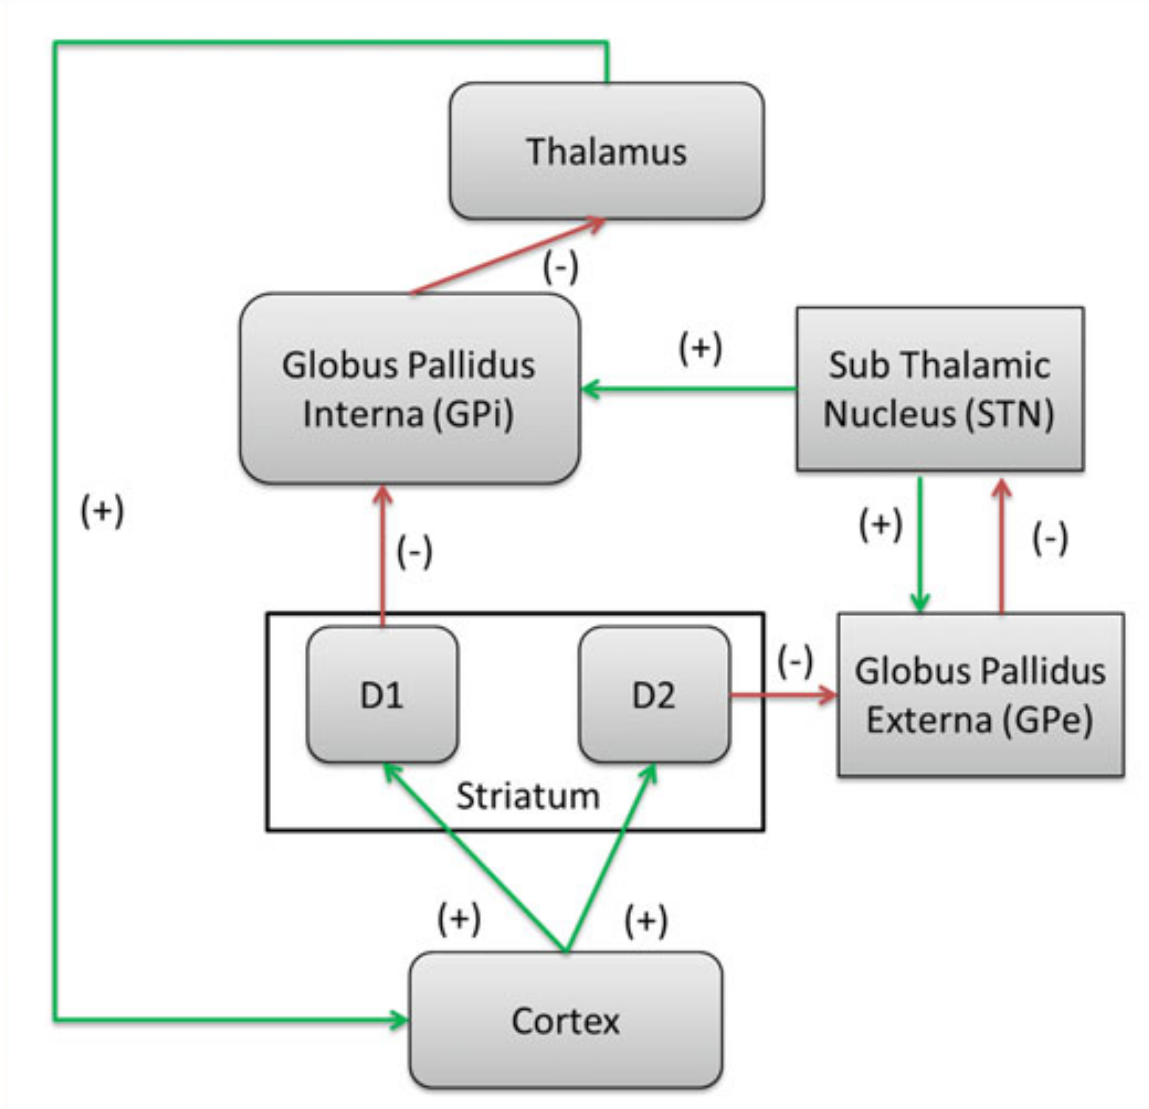 Thalamus
(-)
Globus Pallidus
Interna (GPi)
(+)
Sub Thalamic
Nucleus (STN)
(+)
(-)
(+)
(-)
D1
D2
(-)
Globus Pallidus
Externa (GPe)
Striatum
(+)
(+)
Cortex